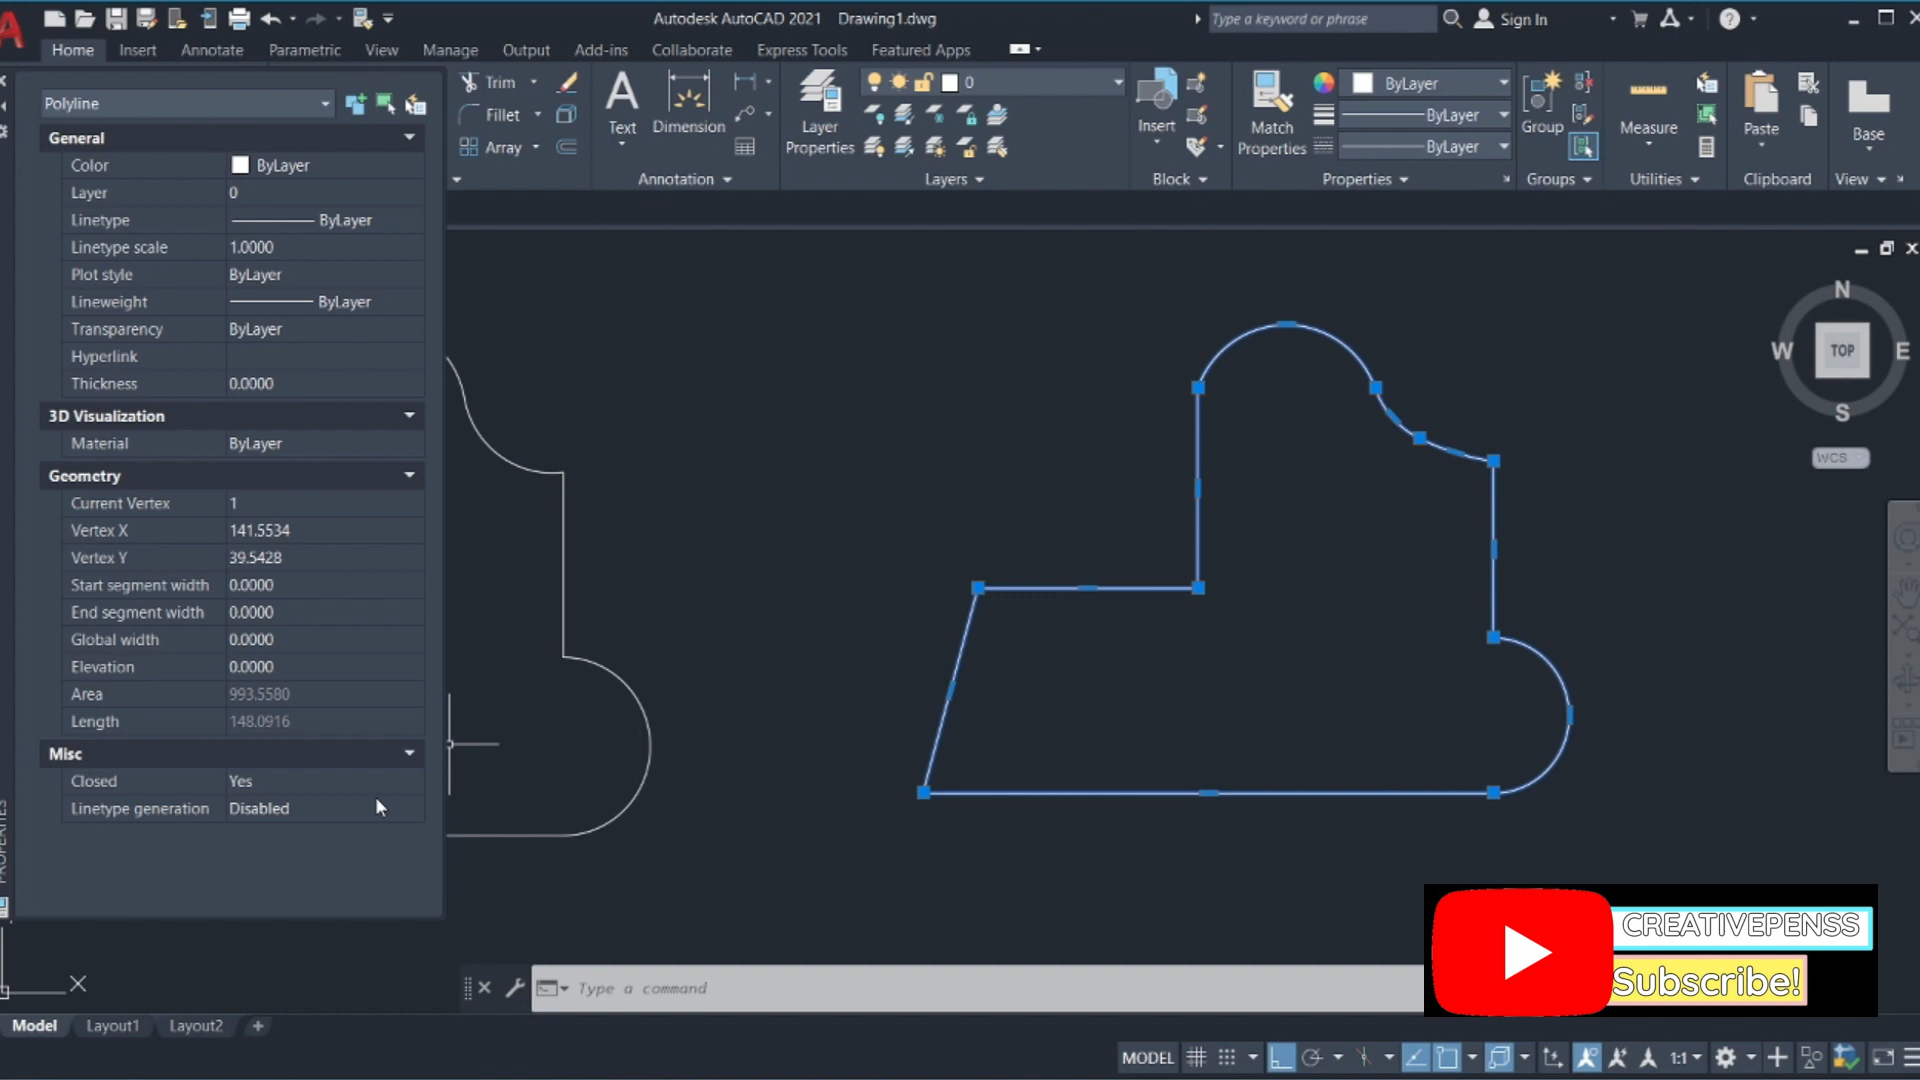 Autodesk AutoCAD 2021 Drawing1.dwg
Type a keyword or phrase
Sign In
Home Insert Annotate Parametric View Manage Output Add-ins Collaborate Express Tools Featured Apps
Polyline
Trim
Fillet
Array
Text
Dimension
Annotation
Layer Properties
0
Layers
Insert
Block
Match Properties
ByLayer
ByLayer
ByLayer
Properties
Group
Groups
Measure
Utilities
Paste
Clipboard
Base
View
General
Color ByLayer
Layer 0
Linetype ByLayer
Linetype scale 1.0000
Plot style ByLayer
Lineweight ByLayer
Transparency ByLayer
Hyperlink
Thickness 0.0000
3D Visualization
Material ByLayer
Geometry
Current Vertex 1
Vertex X 141.5534
Vertex Y 39.5428
Start segment width 0.0000
End segment width 0.0000
Global width 0.0000
Elevation 0.0000
Area 993.5580
Length 148.0916
Misc
Closed Yes
Linetype generation Disabled
PROPERTIES
N
W TOP E
S
WCS
X
CREATIVEPENSS
Subscribe!
Type a command
Model Layout1 Layout2 +
MODEL
1:1